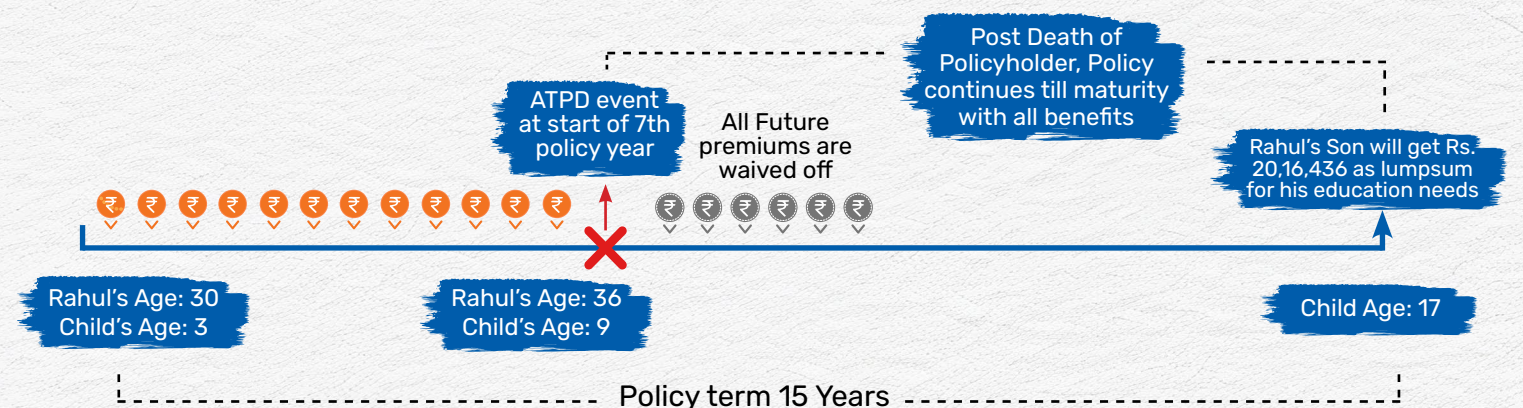 Post Death of
Policyholder, Policy
continues till maturity
with all benefits
ATPD event
at start of 7th
policy year
All Future
premiums are
waived off
Rahul's Son will get Rs.
20,16,436 as lumpsum
for his education needs
₹ ₹ ₹ ₹ ₹ ₹ ₹ ₹ ₹ ₹ ₹ ₹ ₹ ₹ ₹ ₹ ₹ ₹
Rahul's Age: 30
Child's Age: 3
Rahul's Age: 36
Child's Age: 9
Child Age: 17
Policy term 15 Years